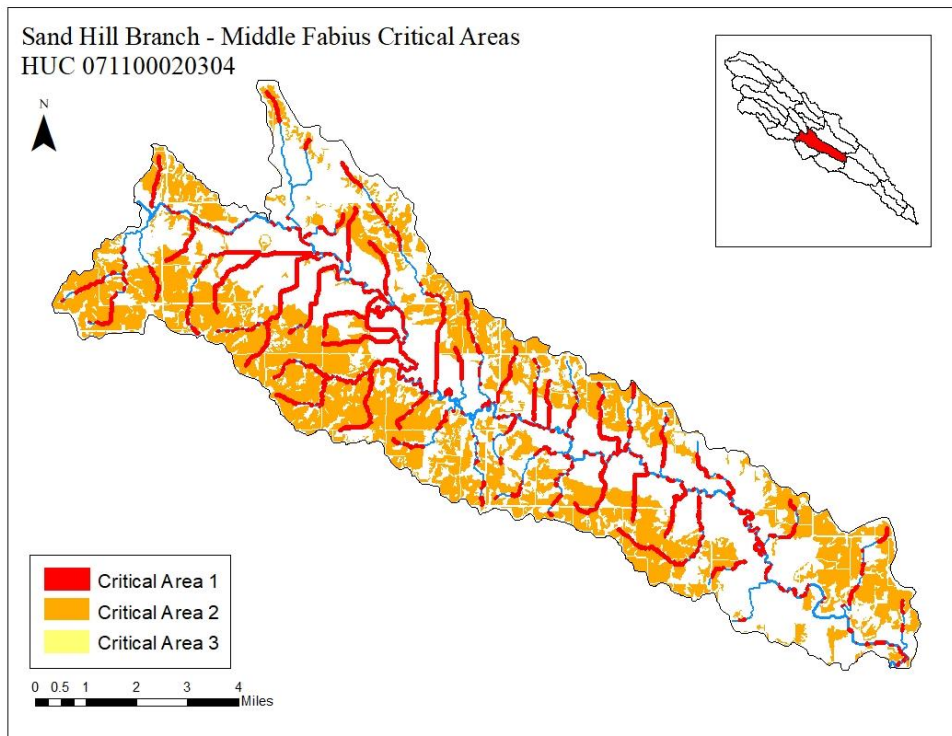 Sand Hill Branch - Middle Fabius Critical Areas
HUC 071100020304
N
Critical Area 1
Critical Area 2
Critical Area 3
0 0.5 1 2 3 4
Miles